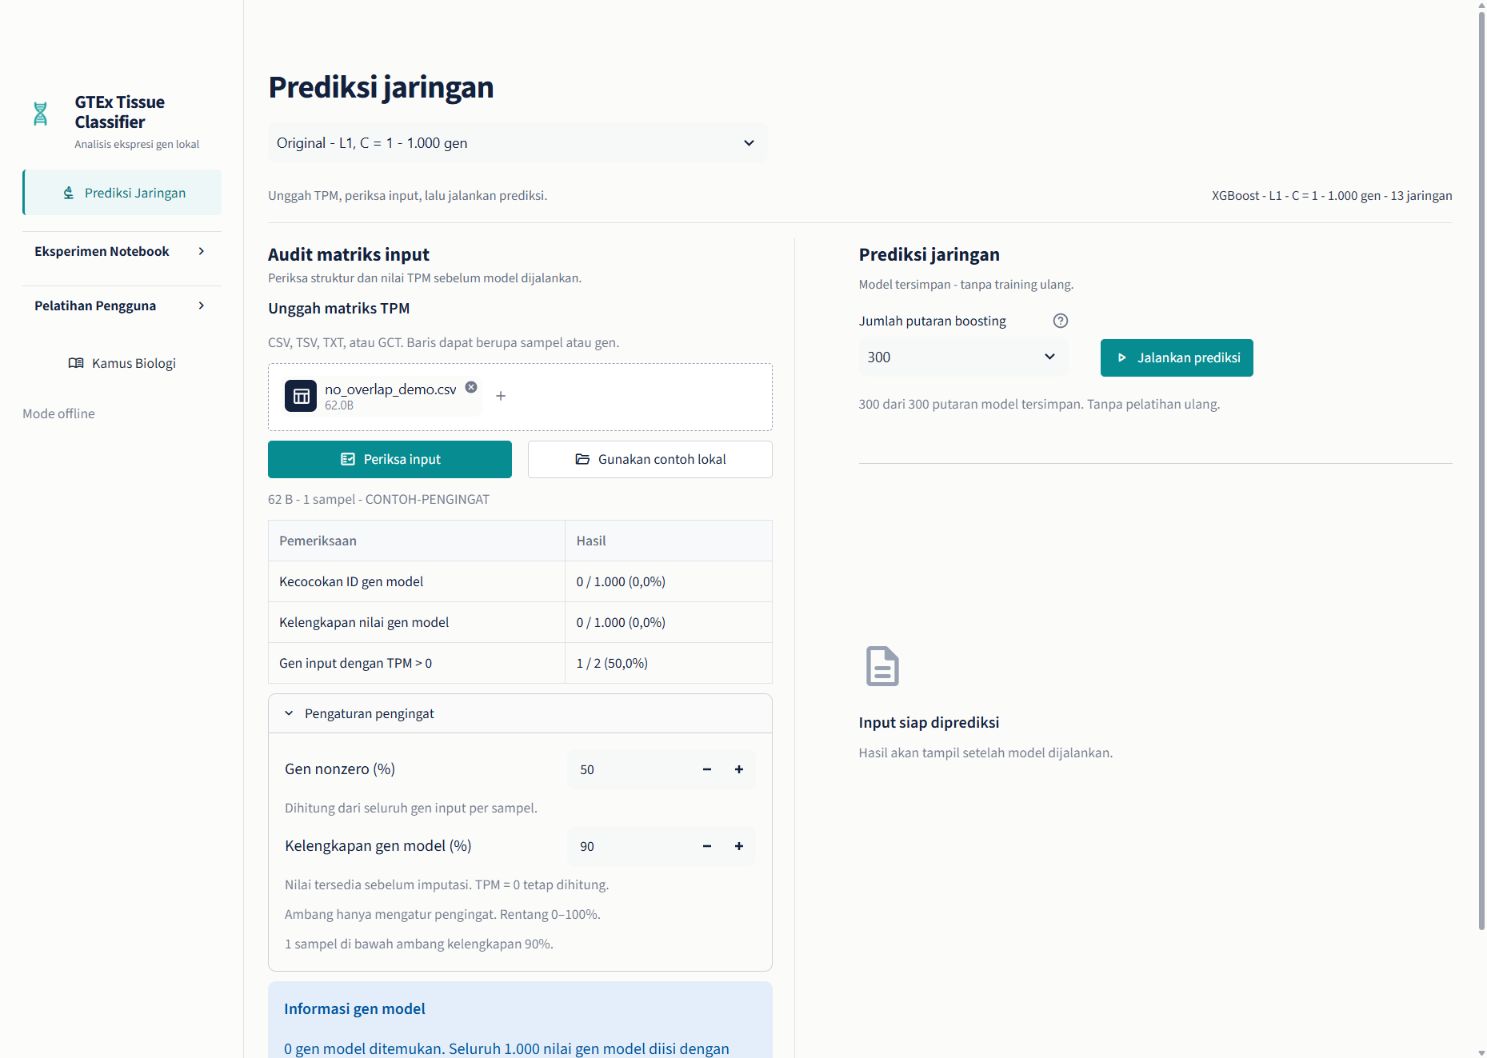 GTEx Tissue
Classifier
Analisis ekspresi gen lokal
Prediksi Jaringan
Eksperimen Notebook
Pelatihan Pengguna
Kamus Biologi
Mode offline
Prediksi jaringan
Original - L1, C = 1 - 1.000 gen
Unggah TPM, periksa input, lalu jalankan prediksi.
XGBoost - L1 - C = 1 - 1.000 gen - 13 jaringan
Audit matriks input
Periksa struktur dan nilai TPM sebelum model dijalankan.
Unggah matriks TPM
CSV, TSV, TXT, atau GCT. Baris dapat berupa sampel atau gen.
no_overlap_demo.csv
62.0B
Periksa input
Gunakan contoh lokal
62 B - 1 sampel - CONTOH-PENGINGAT
Pemeriksaan Hasil
Kecocokan ID gen model 0 / 1.000 (0,0%)
Kelengkapan nilai gen model 0 / 1.000 (0,0%)
Gen input dengan TPM > 0 1 / 2 (50,0%)
Pengaturan pengingat
Gen nonzero (%) 50 − +
Dihitung dari seluruh gen input per sampel.
Kelengkapan gen model (%) 90 − +
Nilai tersedia sebelum imputasi. TPM = 0 tetap dihitung.
Ambang hanya mengatur pengingat. Rentang 0–100%.
1 sampel di bawah ambang kelengkapan 90%.
Informasi gen model
0 gen model ditemukan. Seluruh 1.000 nilai gen model diisi dengan
Prediksi jaringan
Model tersimpan - tanpa training ulang.
Jumlah putaran boosting
300
Jalankan prediksi
300 dari 300 putaran model tersimpan. Tanpa pelatihan ulang.
Input siap diprediksi
Hasil akan tampil setelah model dijalankan.